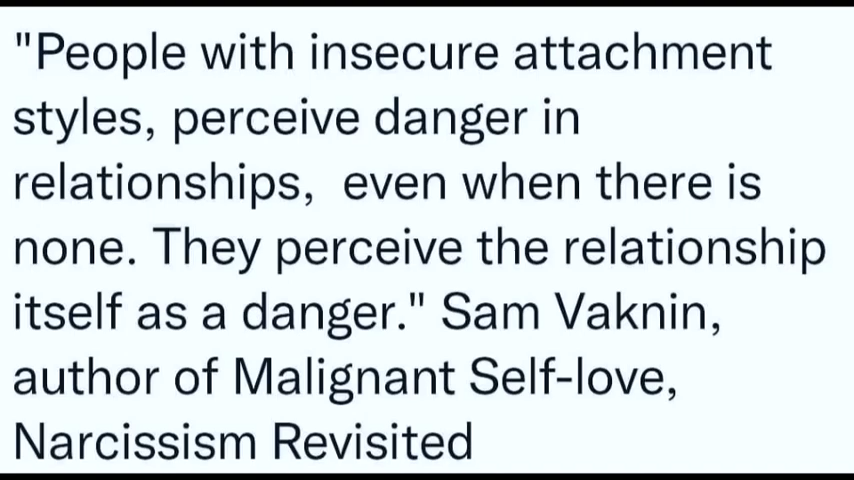 "People with insecure attachment
styles, perceive danger in
relationships,  even when there is
none. They perceive the relationship
itself as a danger." Sam Vaknin,
author of Malignant Self-love,
Narcissism Revisited